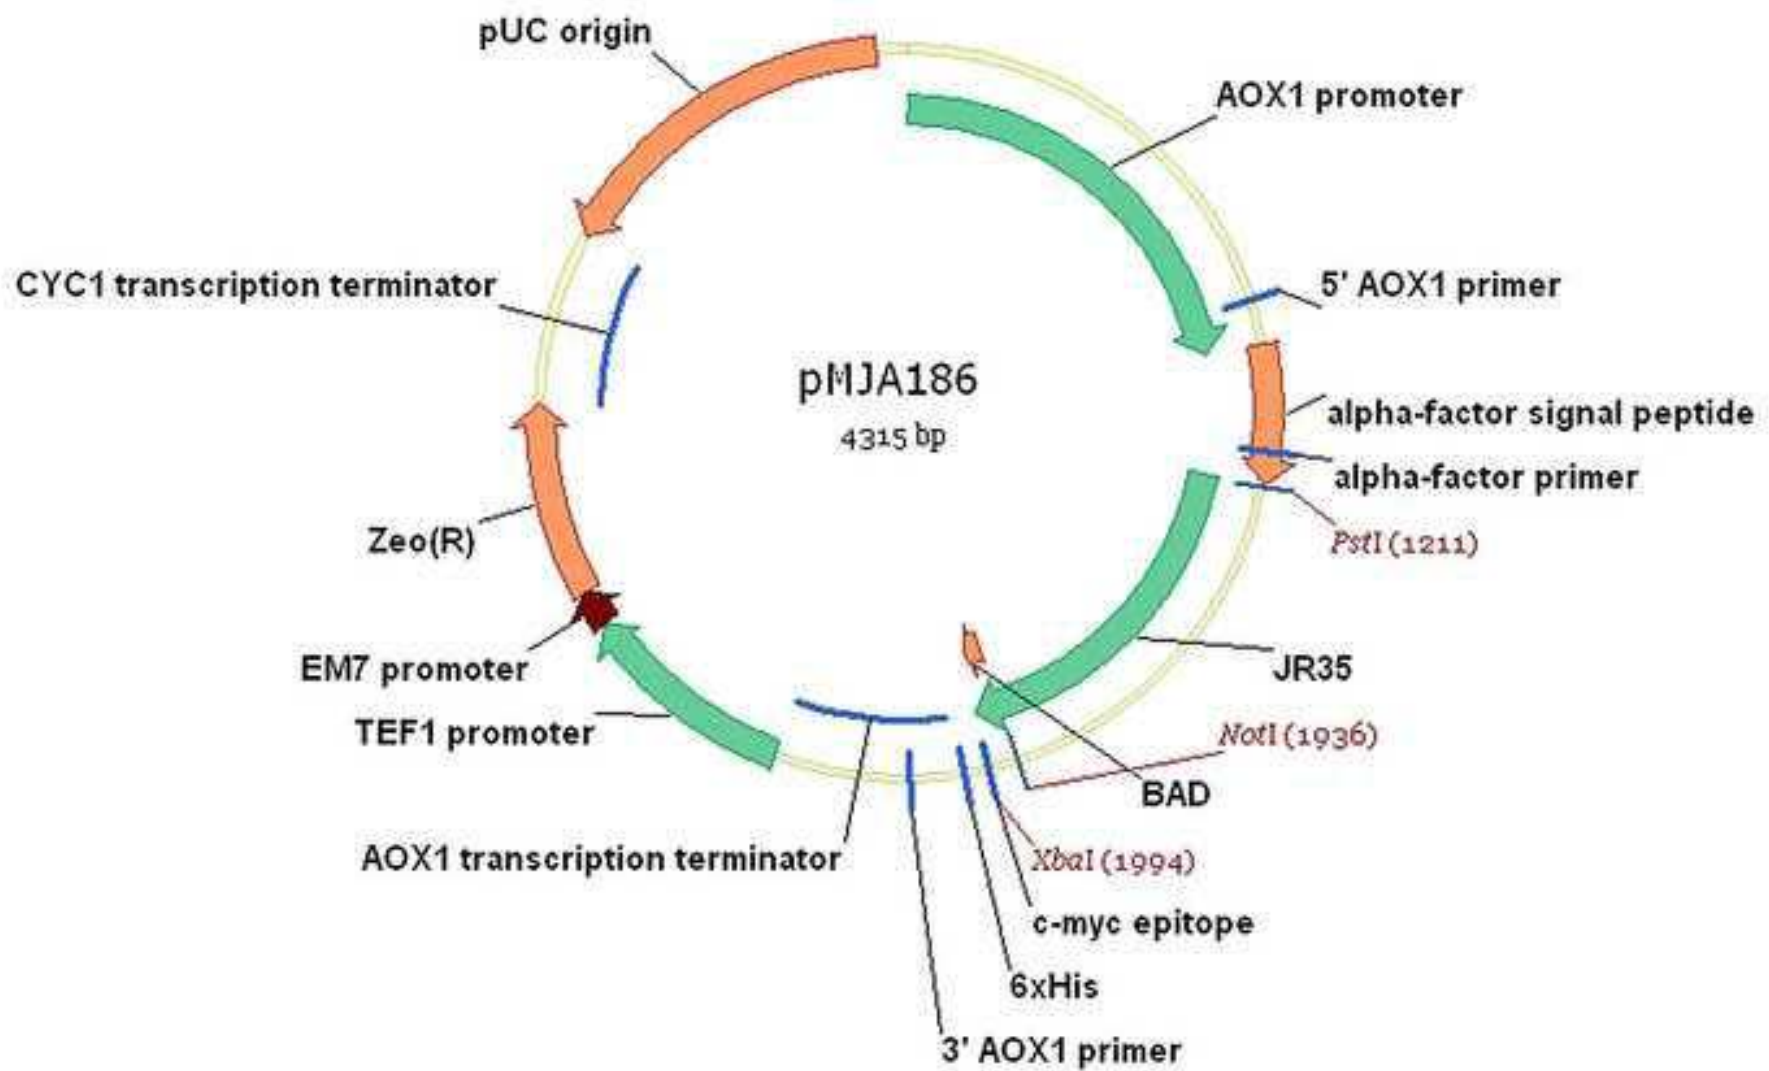 pUC origin
AOX1 promoter
CYC1 transcription terminator
5' AOX1 primer
pMJA186
4315 bp
alpha-factor signal peptide
alpha-factor primer
Zeo(R)
PstI (1211)
EM7 promoter
JR35
TEF1 promoter
NotI (1936)
BAD
AOX1 transcription terminator
XbaI (1994)
c-myc epitope
6xHis
3' AOX1 primer